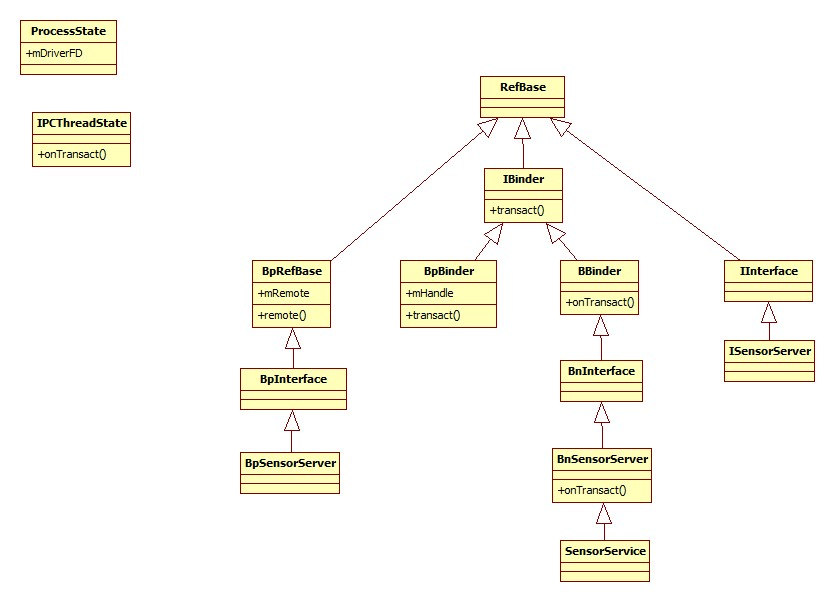 ProcessState
+mDriverFD
RefBase
IPCThreadState
+onTransact()
IBinder
+transact()
BpRefBase
+mRemote
+remote()
BpBinder
+mHandle
+transact()
BBinder
+onTransact()
IInterface
ISensorServer
BpInterface
BnInterface
BpSensorServer
BnSensorServer
+onTransact()
SensorService